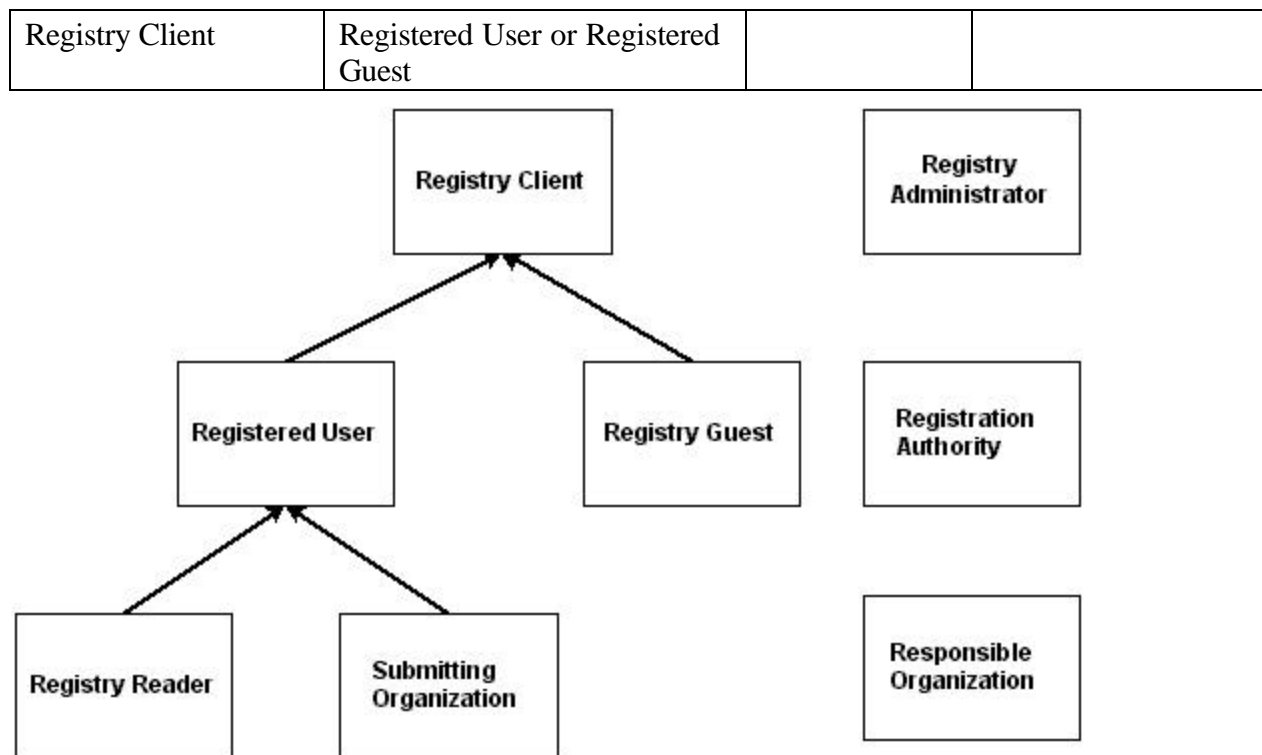 Registry Client
Registered User or Registered
Guest
Registry Client
Registry
Administrator
Registered User
Registry Guest
Registration
Authority
Registry Reader
Submitting
Organization
Responsible
Organization